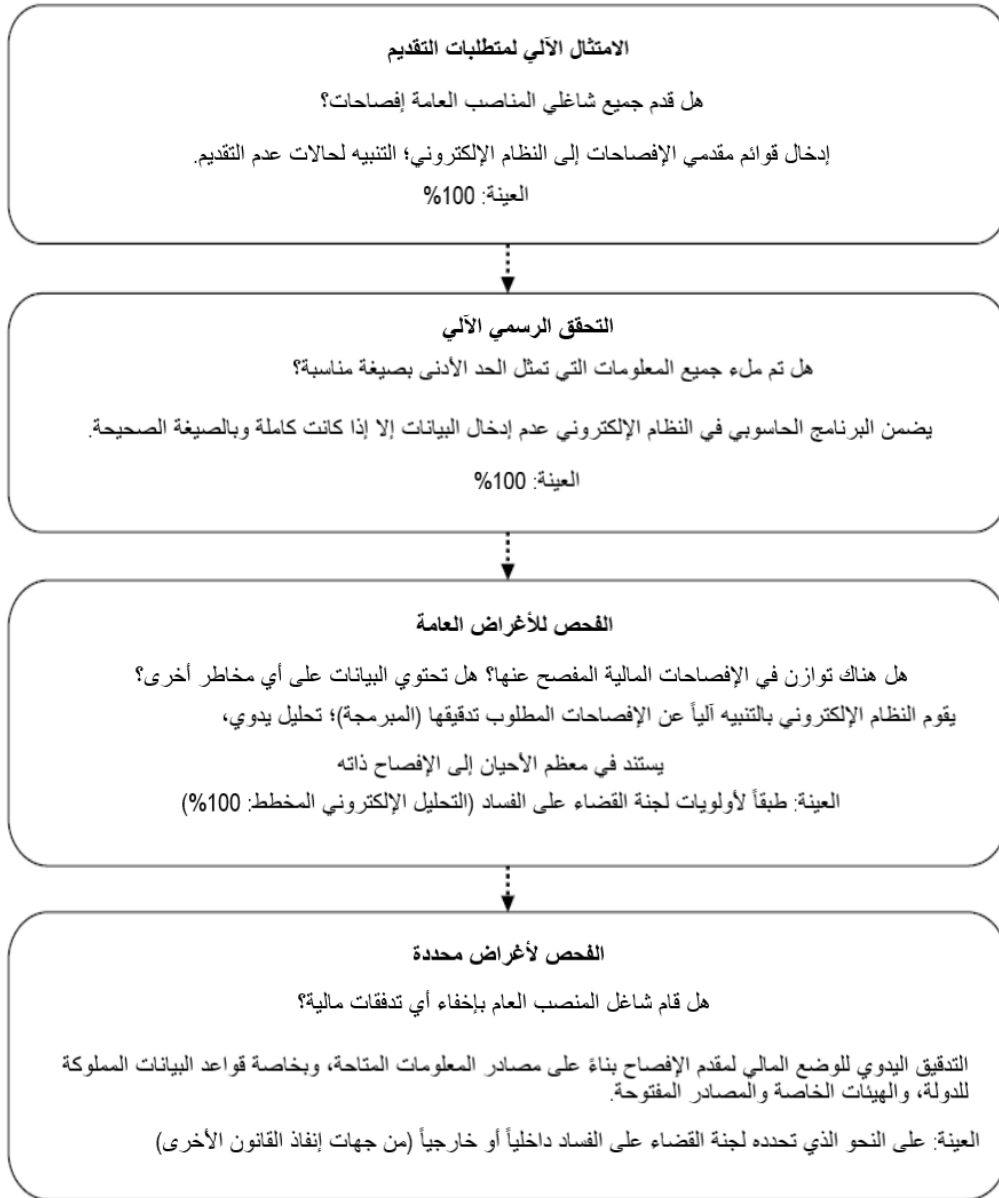 الامتثال الآلي لمتطلبات التقديم
هل قدم جميع شاغلي المناصب العامة إفصاحات؟
إدخال قوائم مقدمي الإفصاحات إلى النظام الإلكتروني؛ التنبيه لحالات عدم التقديم.
العينة: 100%
التحقق الرسمي الآلي
هل تم ملء جميع المعلومات التي تمثل الحد الأدنى بصيغة مناسبة؟
يضمن البرنامج الحاسوبي في النظام الإلكتروني عدم إدخال البيانات إلا إذا كانت كاملة وبالصيغة الصحيحة.
العينة: 100%
الفحص للأغراض العامة
هل هناك توازن في الإفصاحات المالية المفصح عنها؟ هل تحتوي البيانات على أي مخاطر أخرى؟
يقوم النظام الإلكتروني بالتنبيه آلياً عن الإفصاحات المطلوب تدقيقها (المبرمجة)؛ تحليل يدوي،
يستند في معظم الأحيان إلى الإفصاح ذاته
العينة: طبقاً لأولويات لجنة القضاء على الفساد (التحليل الإلكتروني المخطط: 100%)
الفحص لأغراض محددة
هل قام شاغل المنصب العام بإخفاء أي تدفقات مالية؟
التدقيق اليدوي للوضع المالي لمقدم الإفصاح بناءً على مصادر المعلومات المتاحة، وبخاصة قواعد البيانات المملوكة
للدولة، والهيئات الخاصة والمصادر المفتوحة.
العينة: على النحو الذي تحدده لجنة القضاء على الفساد داخلياً أو خارجياً (من جهات إنفاذ القانون الأخرى)